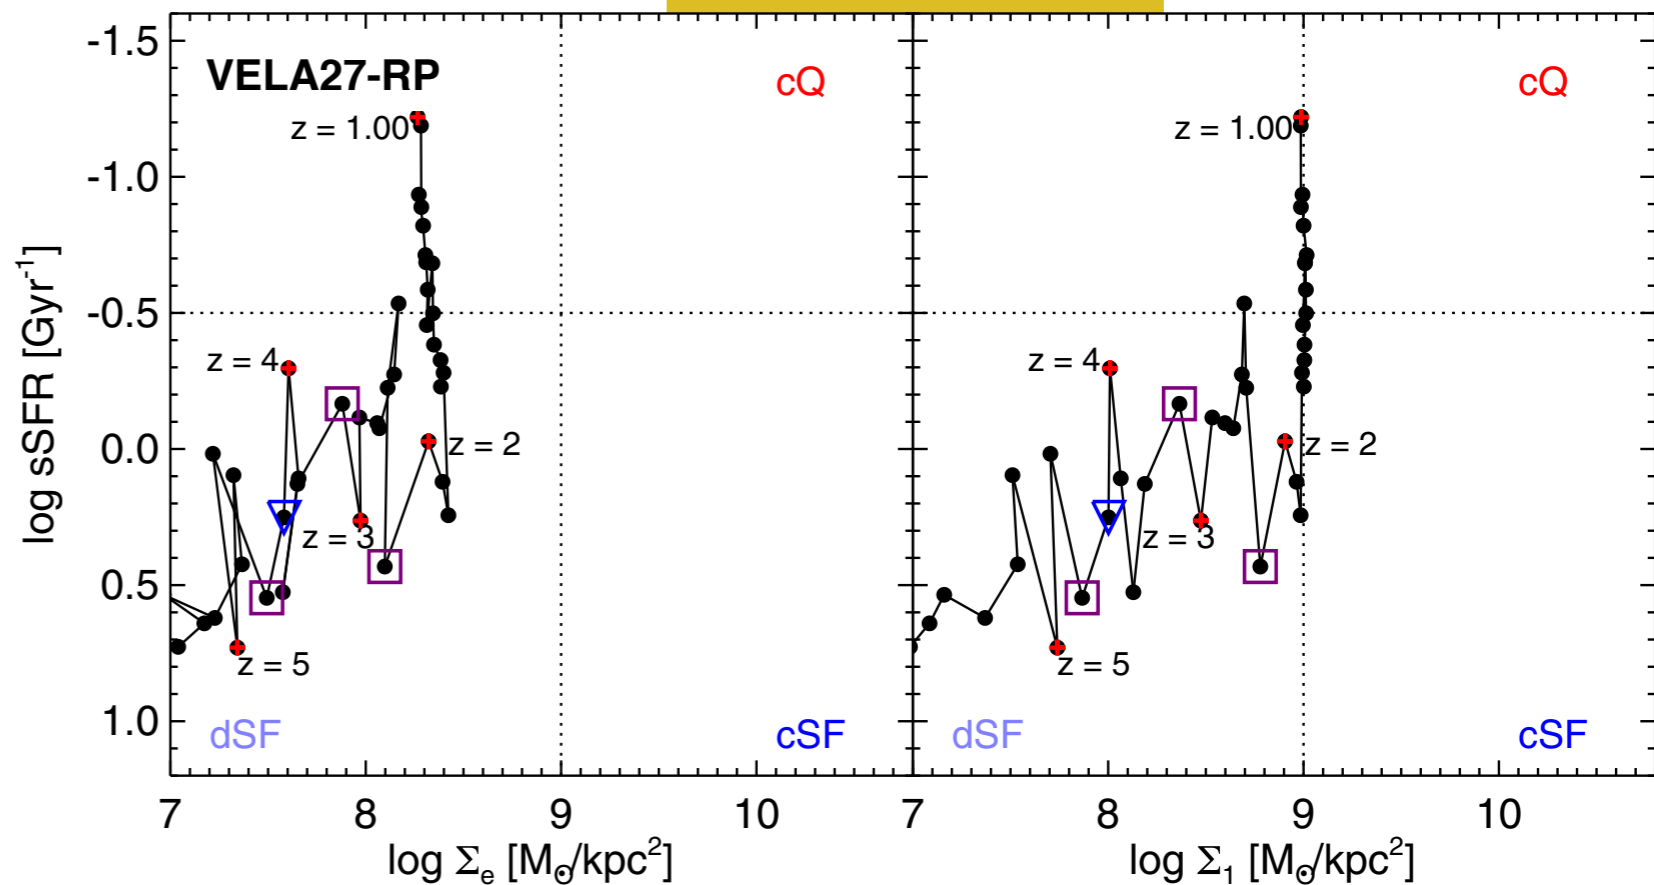 VELA27-RP
cQ
cQ
-1.5
-1.0
-0.5
0.0
0.5
1.0
log sSFR [Gyr⁻¹]
z = 1.00
z = 4
z = 3
z = 2
z = 5
dSF
cSF
z = 1.00
z = 4
z = 3
z = 2
z = 5
dSF
cSF
7 8 9 10 7 8 9 10
log Σₑ [M☉/kpc²] log Σ₁ [M☉/kpc²]